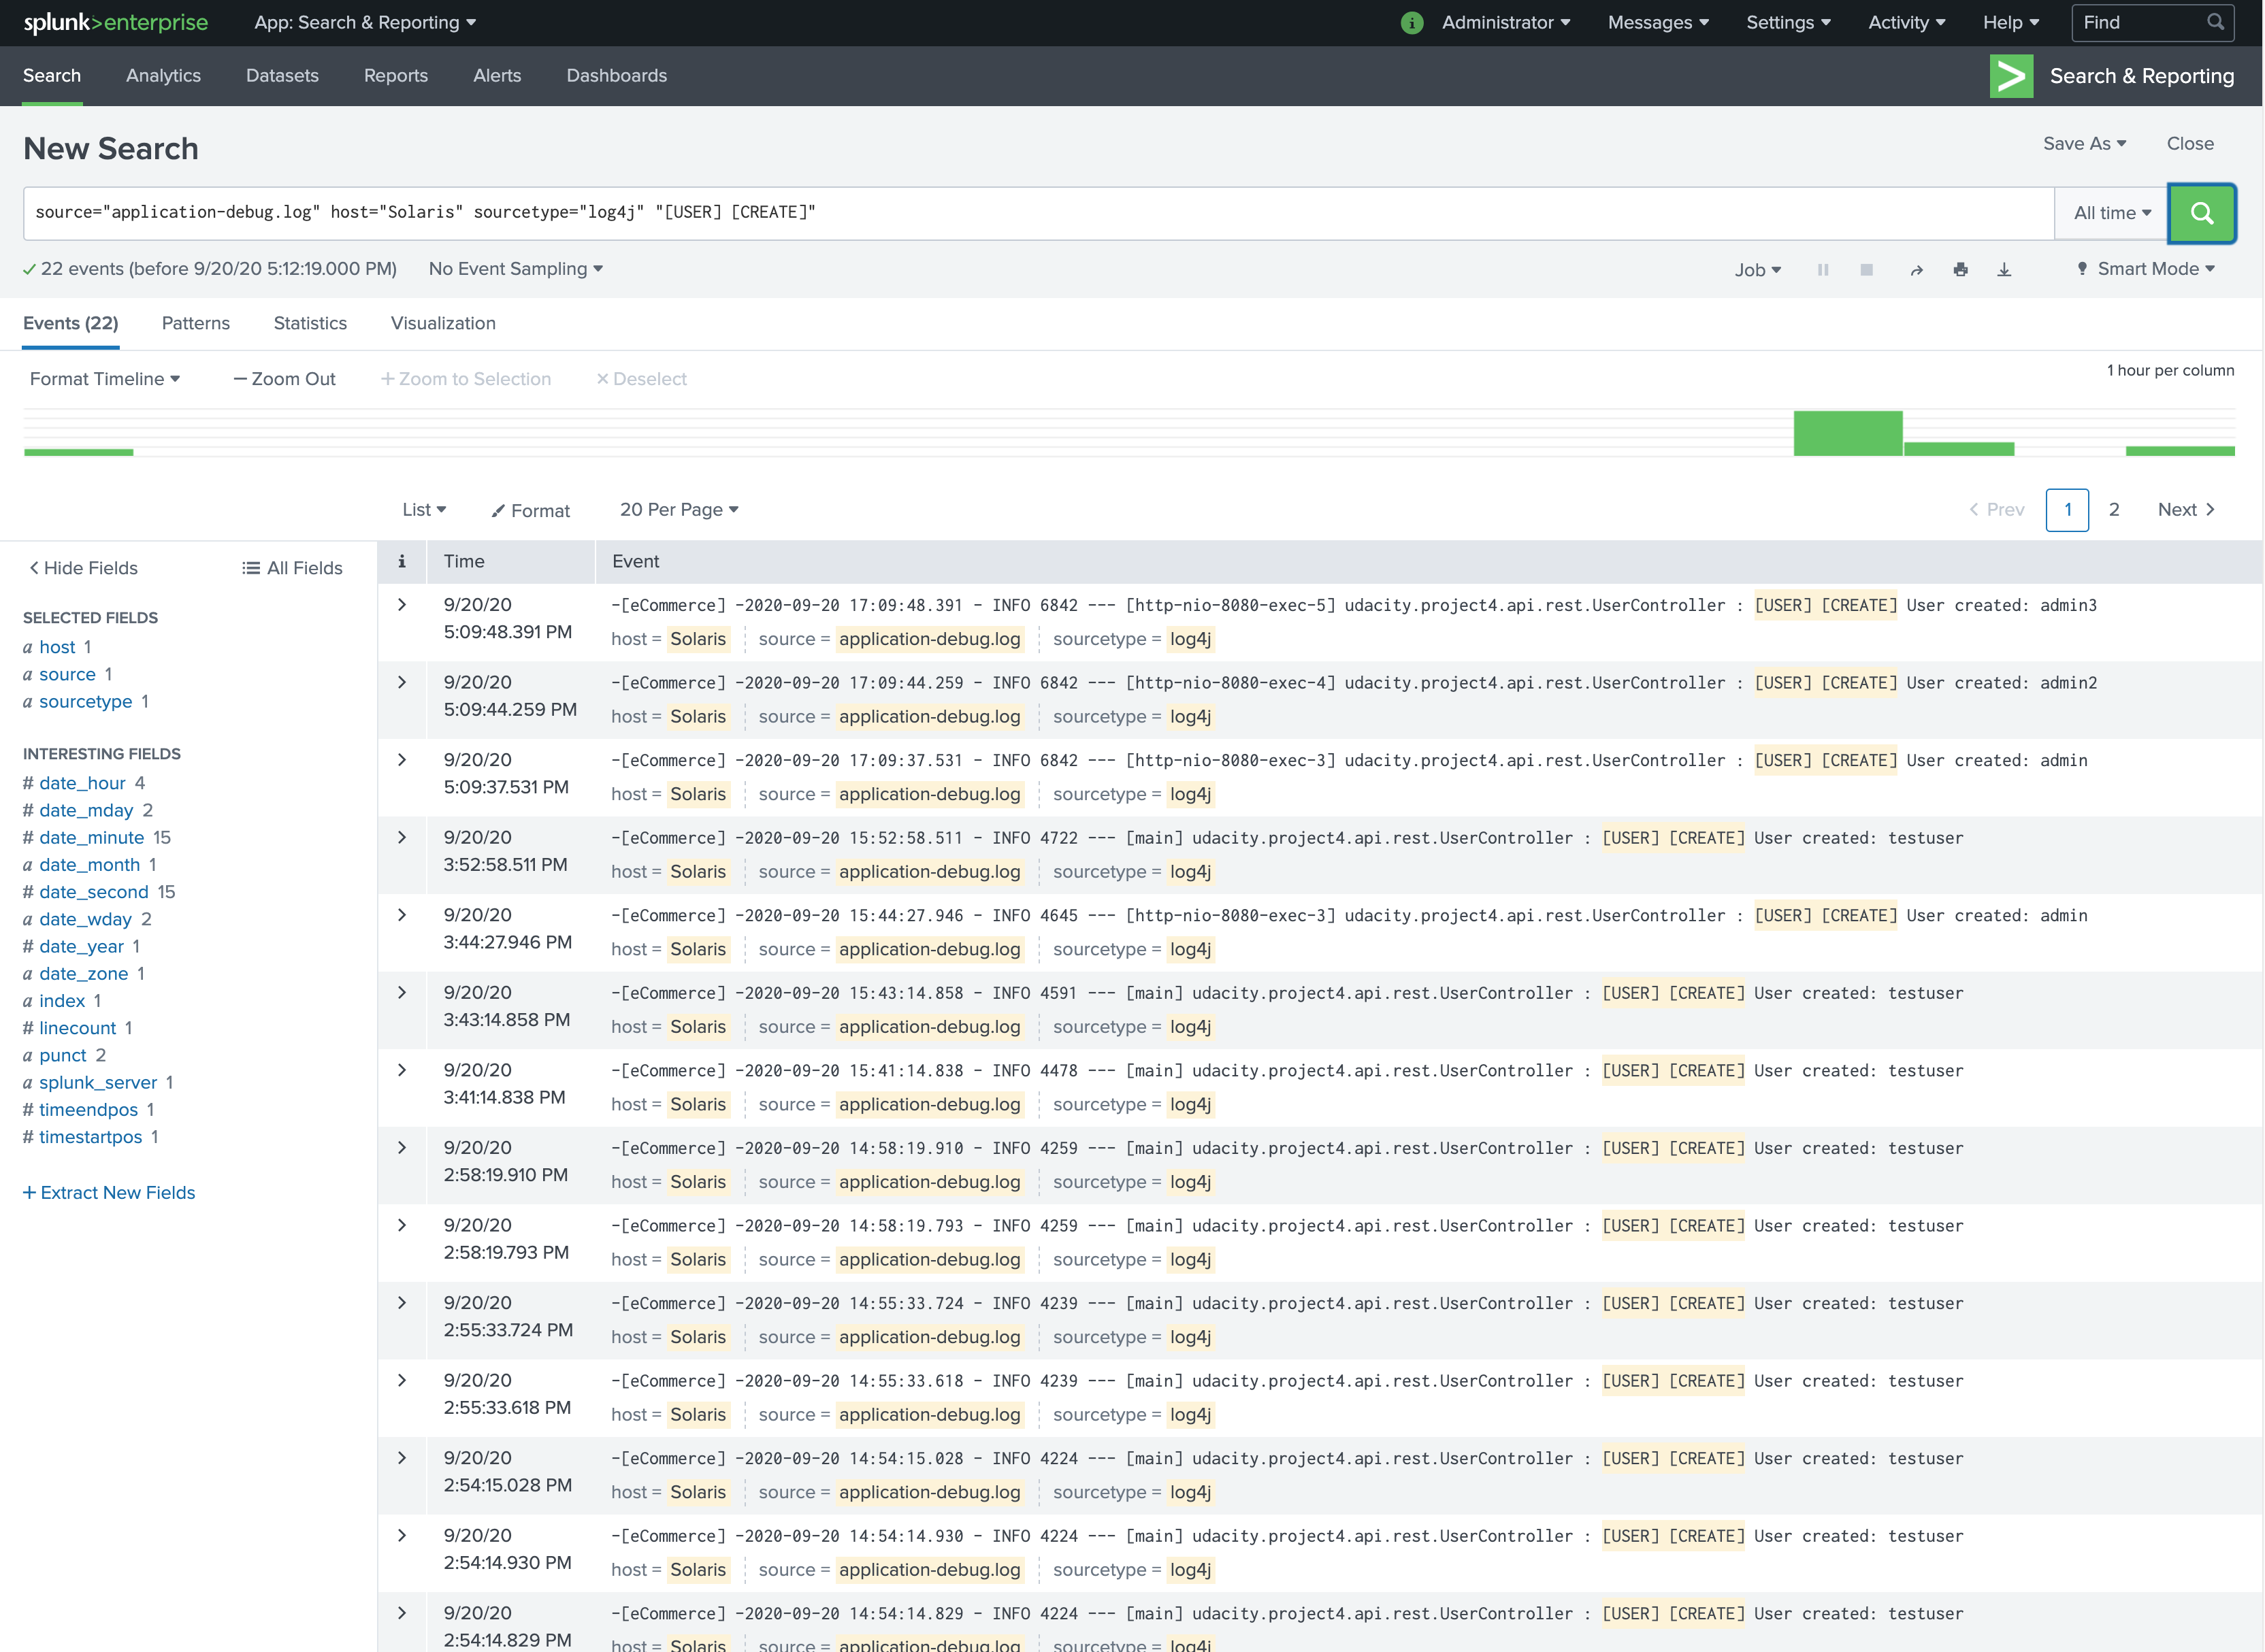 splunk>enterprise App: Search & Reporting i Administrator Messages Settings Activity Help Find
Search Analytics Datasets Reports Alerts Dashboards > Search & Reporting
New Search Save As Close
source="application-debug.log" host="Solaris" sourcetype="log4j" "[USER] [CREATE]" All time
22 events (before 9/20/20 5:12:19.000 PM) No Event Sampling Job Smart Mode
Events (22) Patterns Statistics Visualization
Format Timeline — Zoom Out + Zoom to Selection × Deselect 1 hour per column
List Format 20 Per Page < Prev 1 2 Next >
< Hide Fields All Fields
SELECTED FIELDS
a host 1
a source 1
a sourcetype 1
INTERESTING FIELDS
# date_hour 4
# date_mday 2
# date_minute 15
a date_month 1
# date_second 15
a date_wday 2
# date_year 1
a date_zone 1
a index 1
# linecount 1
a punct 2
a splunk_server 1
# timeendpos 1
# timestartpos 1
+ Extract New Fields
i Time Event
> 9/20/20 -[eCommerce] -2020-09-20 17:09:48.391 - INFO 6842 --- [http-nio-8080-exec-5] udacity.project4.api.rest.UserController : [USER] [CREATE] User created: admin3
5:09:48.391 PM host = Solaris source = application-debug.log sourcetype = log4j
> 9/20/20 -[eCommerce] -2020-09-20 17:09:44.259 - INFO 6842 --- [http-nio-8080-exec-4] udacity.project4.api.rest.UserController : [USER] [CREATE] User created: admin2
5:09:44.259 PM host = Solaris source = application-debug.log sourcetype = log4j
> 9/20/20 -[eCommerce] -2020-09-20 17:09:37.531 - INFO 6842 --- [http-nio-8080-exec-3] udacity.project4.api.rest.UserController : [USER] [CREATE] User created: admin
5:09:37.531 PM host = Solaris source = application-debug.log sourcetype = log4j
> 9/20/20 -[eCommerce] -2020-09-20 15:52:58.511 - INFO 4722 --- [main] udacity.project4.api.rest.UserController : [USER] [CREATE] User created: testuser
3:52:58.511 PM host = Solaris source = application-debug.log sourcetype = log4j
> 9/20/20 -[eCommerce] -2020-09-20 15:44:27.946 - INFO 4645 --- [http-nio-8080-exec-3] udacity.project4.api.rest.UserController : [USER] [CREATE] User created: admin
3:44:27.946 PM host = Solaris source = application-debug.log sourcetype = log4j
> 9/20/20 -[eCommerce] -2020-09-20 15:43:14.858 - INFO 4591 --- [main] udacity.project4.api.rest.UserController : [USER] [CREATE] User created: testuser
3:43:14.858 PM host = Solaris source = application-debug.log sourcetype = log4j
> 9/20/20 -[eCommerce] -2020-09-20 15:41:14.838 - INFO 4478 --- [main] udacity.project4.api.rest.UserController : [USER] [CREATE] User created: testuser
3:41:14.838 PM host = Solaris source = application-debug.log sourcetype = log4j
> 9/20/20 -[eCommerce] -2020-09-20 14:58:19.910 - INFO 4259 --- [main] udacity.project4.api.rest.UserController : [USER] [CREATE] User created: testuser
2:58:19.910 PM host = Solaris source = application-debug.log sourcetype = log4j
> 9/20/20 -[eCommerce] -2020-09-20 14:58:19.793 - INFO 4259 --- [main] udacity.project4.api.rest.UserController : [USER] [CREATE] User created: testuser
2:58:19.793 PM host = Solaris source = application-debug.log sourcetype = log4j
> 9/20/20 -[eCommerce] -2020-09-20 14:55:33.724 - INFO 4239 --- [main] udacity.project4.api.rest.UserController : [USER] [CREATE] User created: testuser
2:55:33.724 PM host = Solaris source = application-debug.log sourcetype = log4j
> 9/20/20 -[eCommerce] -2020-09-20 14:55:33.618 - INFO 4239 --- [main] udacity.project4.api.rest.UserController : [USER] [CREATE] User created: testuser
2:55:33.618 PM host = Solaris source = application-debug.log sourcetype = log4j
> 9/20/20 -[eCommerce] -2020-09-20 14:54:15.028 - INFO 4224 --- [main] udacity.project4.api.rest.UserController : [USER] [CREATE] User created: testuser
2:54:15.028 PM host = Solaris source = application-debug.log sourcetype = log4j
> 9/20/20 -[eCommerce] -2020-09-20 14:54:14.930 - INFO 4224 --- [main] udacity.project4.api.rest.UserController : [USER] [CREATE] User created: testuser
2:54:14.930 PM host = Solaris source = application-debug.log sourcetype = log4j
> 9/20/20 -[eCommerce] -2020-09-20 14:54:14.829 - INFO 4224 --- [main] udacity.project4.api.rest.UserController : [USER] [CREATE] User created: testuser
2:54:14.829 PM host = Solaris source = application-debug.log sourcetype = log4j